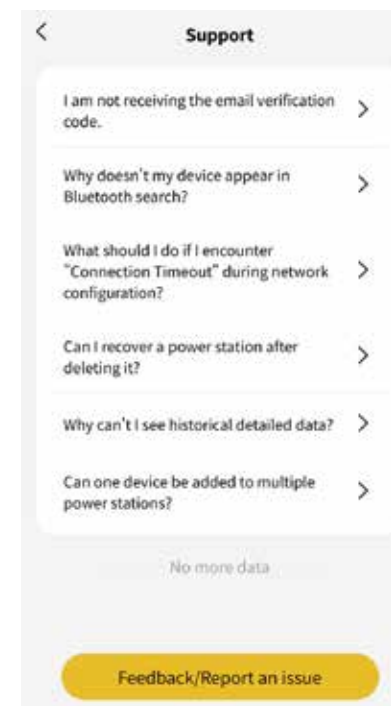 Support
I am not receiving the email verification
code.
Why doesn't my device appear in
Bluetooth search?
What should I do if I encounter
"Connection Timeout" during network
configuration?
Can I recover a power station after
deleting it?
Why can't I see historical detailed data?
Can one device be added to multiple
power stations?
No more data
Feedback/Report an issue